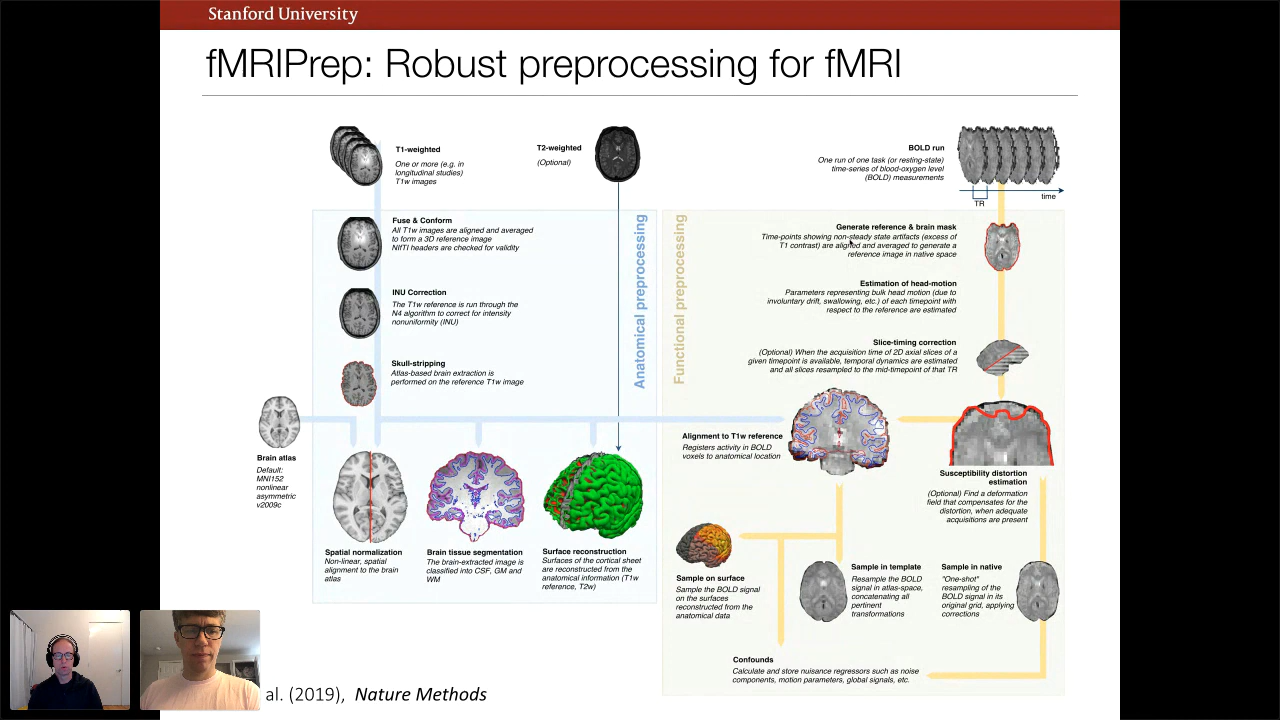 Stanford University
fMRIPrep: Robust preprocessing for fMRI
T1-weighted
One or more (e.g. in
longitudinal studies)
T1w images
T2-weighted
(Optional)
BOLD run
One run of one task (or resting-state)
time-series of blood-oxygen level
(BOLD) measurements
TR
time
Anatomical preprocessing
Fuse & Conform
All T1w images are aligned and averaged
to form a 3D reference image
NIfTI headers are checked for validity
INU Correction
The T1w reference is run through the
N4 algorithm to correct for intensity
nonuniformity (INU)
Skull-stripping
Atlas-based brain extraction is
performed on the reference T1w image
Brain atlas
Default:
MNI152
nonlinear
asymmetric
v2009c
Spatial normalization
Non-linear, spatial
alignment to the brain
atlas
Brain tissue segmentation
The brain-extracted image is
classified into CSF, GM and
WM
Surface reconstruction
Surfaces of the cortical sheet
are reconstructed from the
anatomical information (T1w
reference, T2w)
Functional preprocessing
Generate reference & brain mask
Time-points showing non-steady state artifacts (excess of
T1 contrast) are aligned and averaged to generate a
reference image in native space
Estimation of head-motion
Parameters representing bulk head motion (due to
involuntary drift, swallowing, etc.) of each timepoint with
respect to the reference are estimated
Slice-timing correction
(Optional) When the acquisition time of 2D axial slices of a
given timepoint is available, temporal dynamics are estimated
and all slices resampled to the mid-timepoint of that TR
Alignment to T1w reference
Registers activity in BOLD
voxels to anatomical location
Susceptibility distortion
estimation
(Optional) Find a deformation
field that compensates for the
distortion, when adequate
acquisitions are present
Sample on surface
Sample the BOLD signal
on the surfaces
reconstructed from the
anatomical data
Sample in template
Resample the BOLD
signal in atlas-space,
concatenating all
pertinent
transformations
Sample in native
"One-shot"
resampling of the
BOLD signal in its
original grid, applying
corrections
Confounds
Calculate and store nuisance regressors such as noise
components, motion parameters, global signals, etc.
al. (2019), Nature Methods